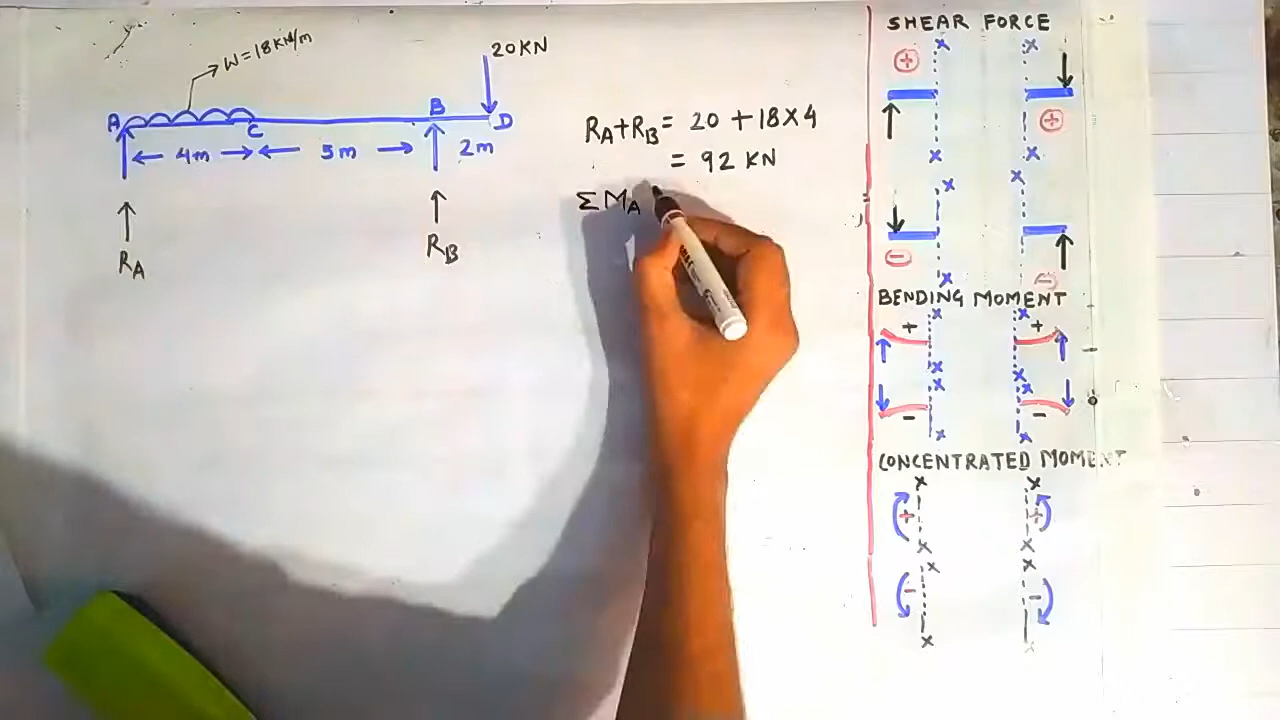 W=18KN/m
20KN
A
C
B
D
4m
5m
2m
RA
RB
RA+RB= 20 +18×4
= 92 KN
ΣMA
SHEAR FORCE
+
+
-
-
BENDING MOMENT
+
+
-
-
CONCENTRATED MOMENT
+
+
-
-